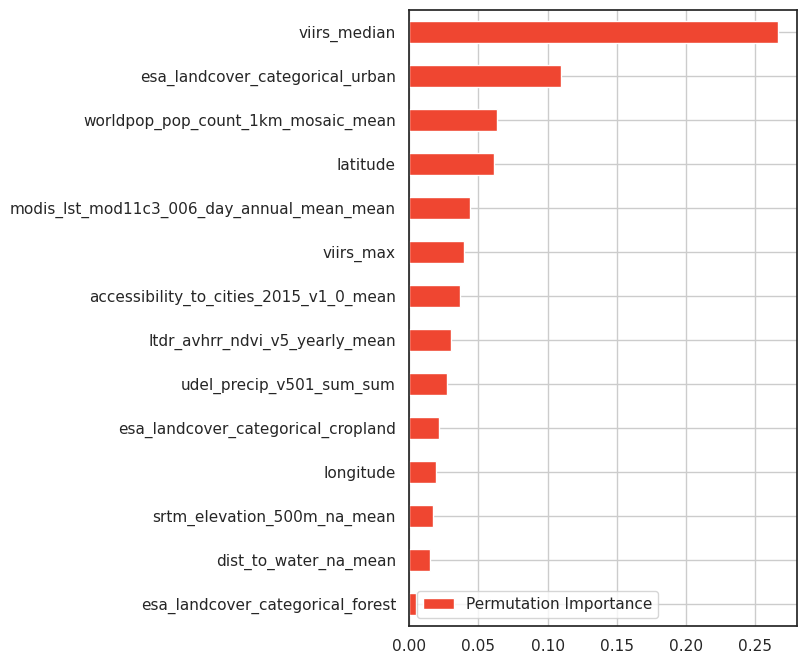 viirs_median
esa_landcover_categorical_urban
worldpop_pop_count_1km_mosaic_mean
latitude
modis_lst_mod11c3_006_day_annual_mean_mean
viirs_max
accessibility_to_cities_2015_v1_0_mean
ltdr_avhrr_ndvi_v5_yearly_mean
udel_precip_v501_sum_sum
esa_landcover_categorical_cropland
longitude
srtm_elevation_500m_na_mean
dist_to_water_na_mean
esa_landcover_categorical_forest
Permutation Importance
0.00 0.05 0.10 0.15 0.20 0.25